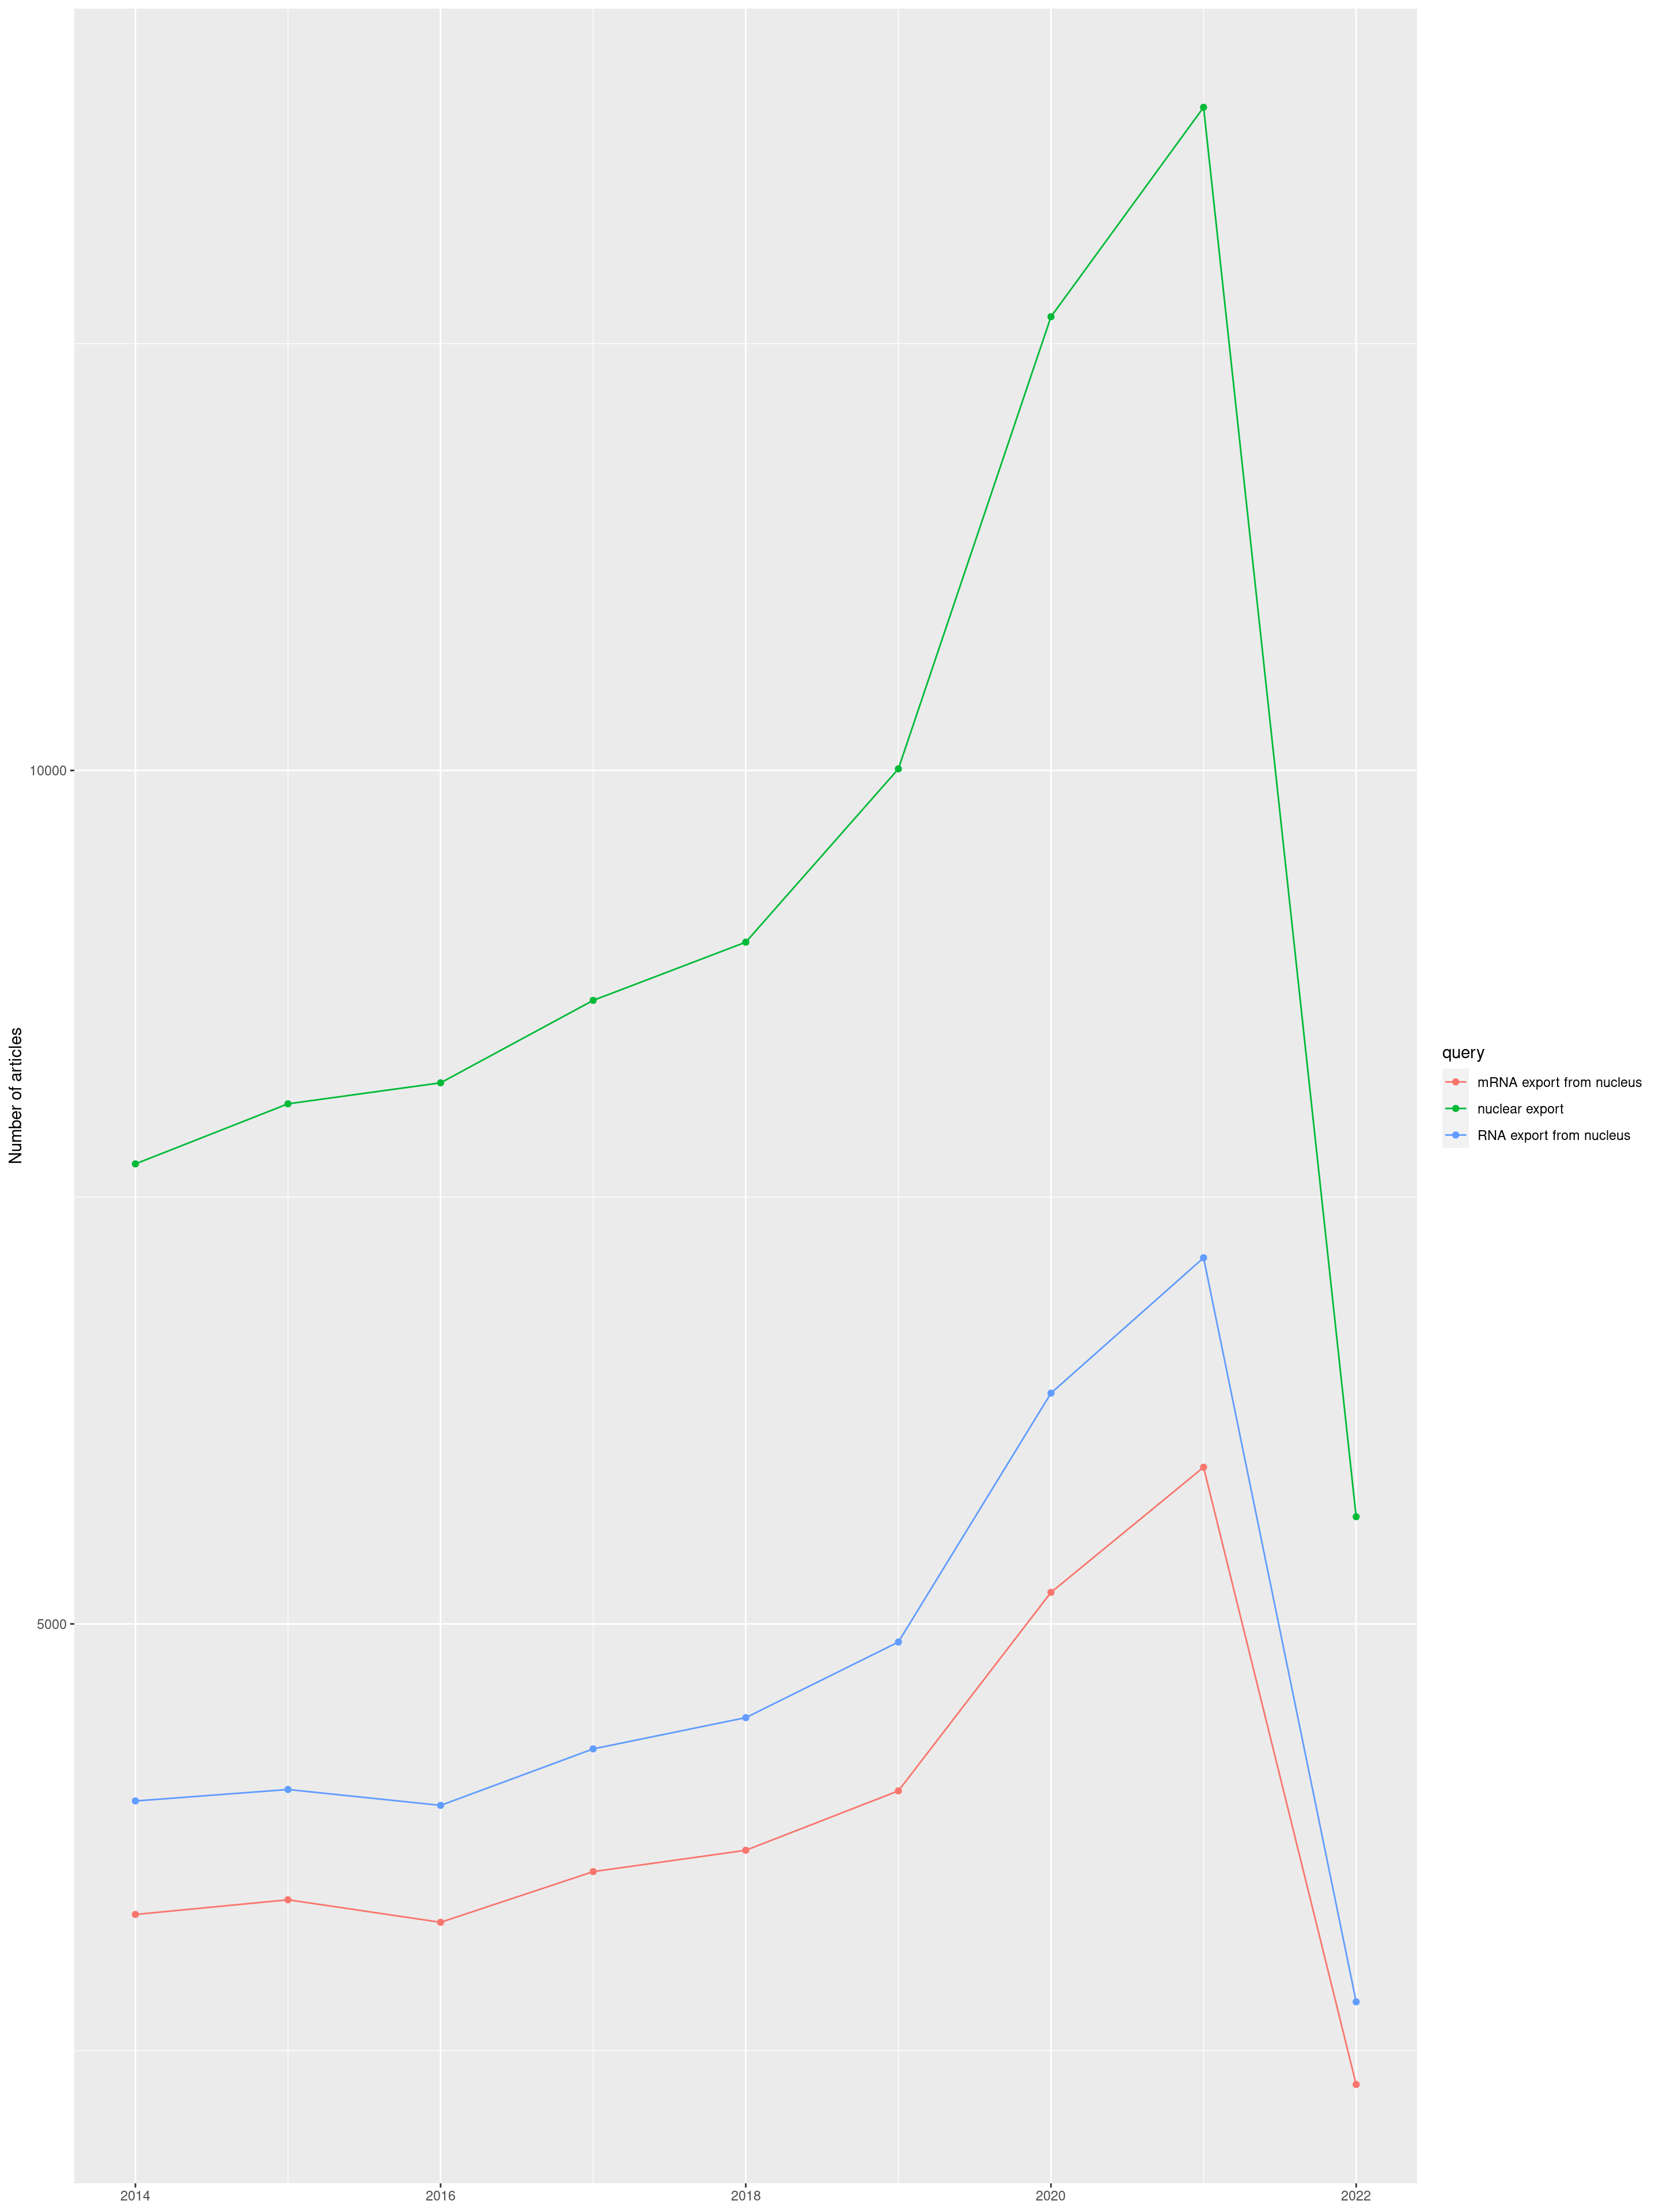 Number of articles
10000
5000
2014
2016
2018
2020
2022
query
mRNA export from nucleus
nuclear export
RNA export from nucleus